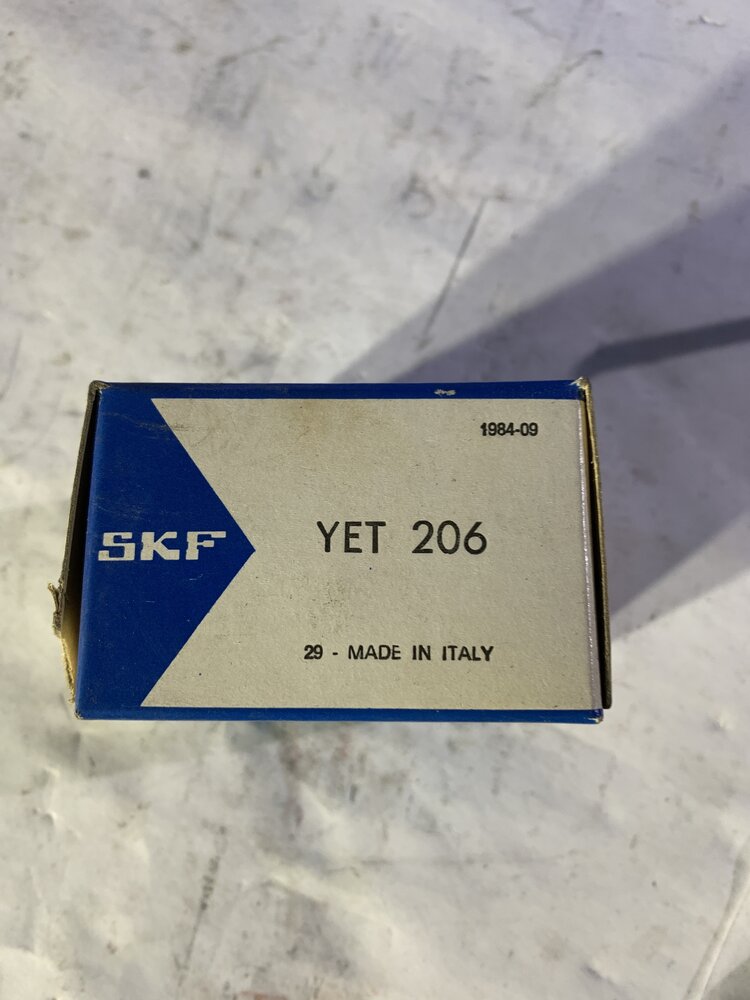 1984-09
SKF
YET 206
29 - MADE IN ITALY